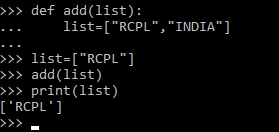 >>> def add(list):
...     list=["RCPL","INDIA"]
...
>>> list=["RCPL"]
>>> add(list)
>>> print(list)
['RCPL']
>>>